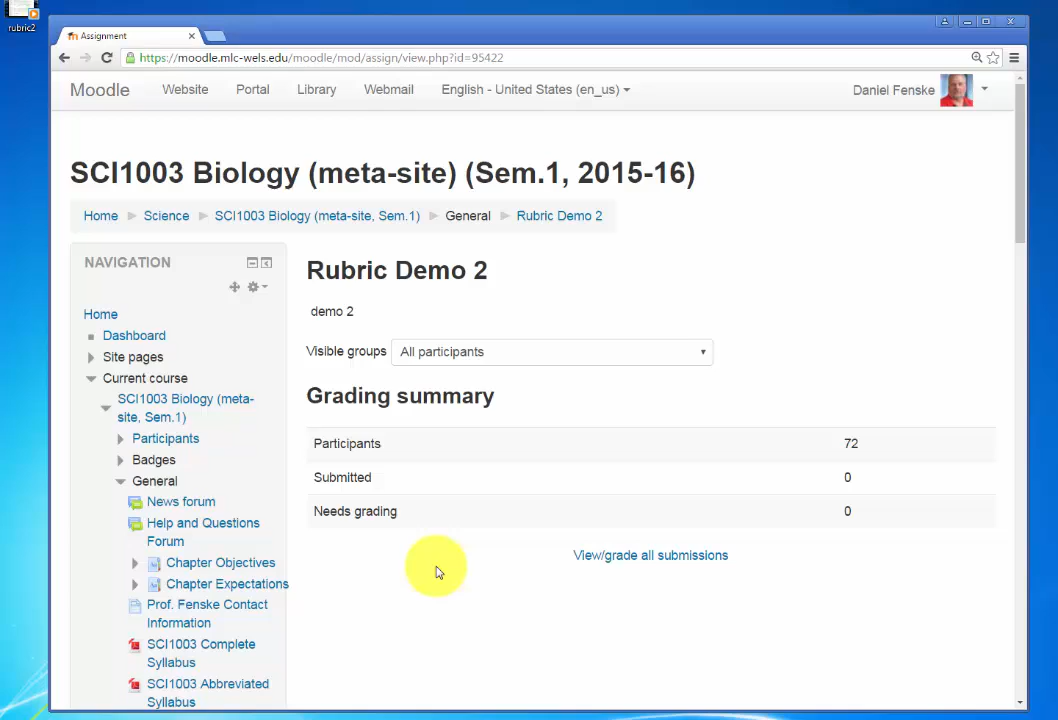 rubric2
Assignment
https://moodle.mlc-wels.edu/moodle/mod/assign/view.php?id=95422
Moodle Website Portal Library Webmail English - United States (en_us) Daniel Fenske
SCI1003 Biology (meta-site) (Sem.1, 2015-16)
Home Science SCI1003 Biology (meta-site, Sem.1) General Rubric Demo 2
NAVIGATION
Home
Dashboard
Site pages
Current course
SCI1003 Biology (meta-
site, Sem.1)
Participants
Badges
General
News forum
Help and Questions
Forum
Chapter Objectives
Chapter Expectations
Prof. Fenske Contact
Information
SCI1003 Complete
Syllabus
SCI1003 Abbreviated
Syllabus
Rubric Demo 2
demo 2
Visible groups All participants
Grading summary
Participants 72
Submitted 0
Needs grading 0
View/grade all submissions